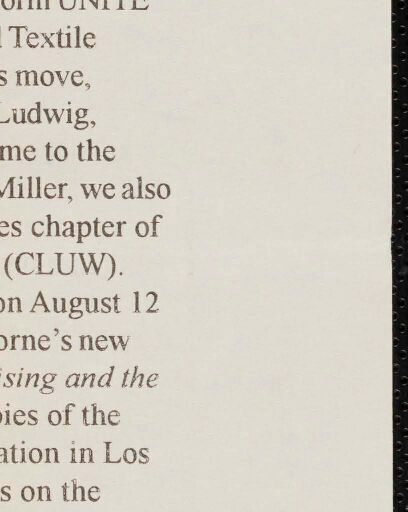 form UNITE
l Textile
s move,
Ludwig,
me to the
Miller, we also
es chapter of
(CLUW).
on August 12
orne's new
ising and the
pies of the
ation in Los
s on the